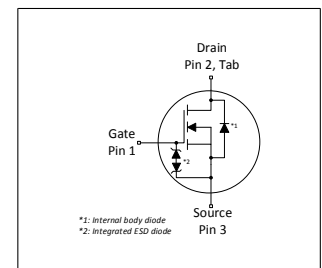 Drain
Pin 2, Tab
*1
Gate
Pin 1
*2
*1: Internal body diode
*2: Integrated ESD diode
Source
Pin 3